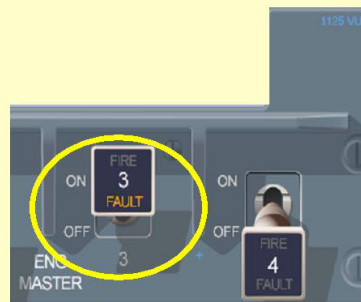 1125 VU
FIRE
3
FAULT
ON
OFF
ENG
MASTER
3
ON
OFF
FIRE
4
FAULT